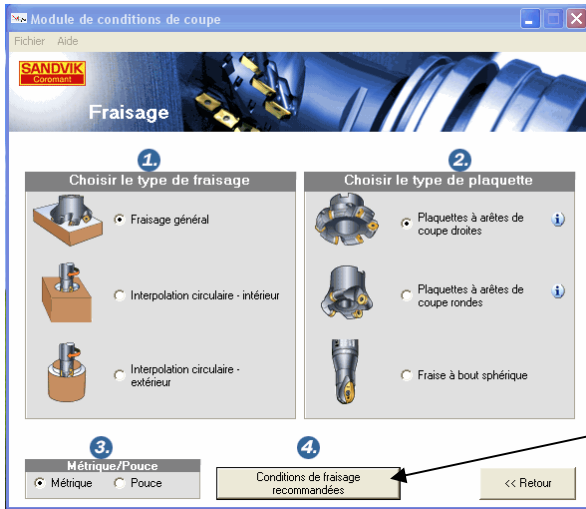 Module de conditions de coupe
Fichier Aide
SANDVIK
Coromant
Fraisage
1.
Choisir le type de fraisage
Fraisage général
Interpolation circulaire - intérieur
Interpolation circulaire -
extérieur
2.
Choisir le type de plaquette
Plaquettes à arêtes de
coupe droites
i
Plaquettes à arêtes de
coupe rondes
i
Fraise à bout sphérique
3.
Métrique/Pouce
Métrique Pouce
4.
Conditions de fraisage
recommandées
<< Retour